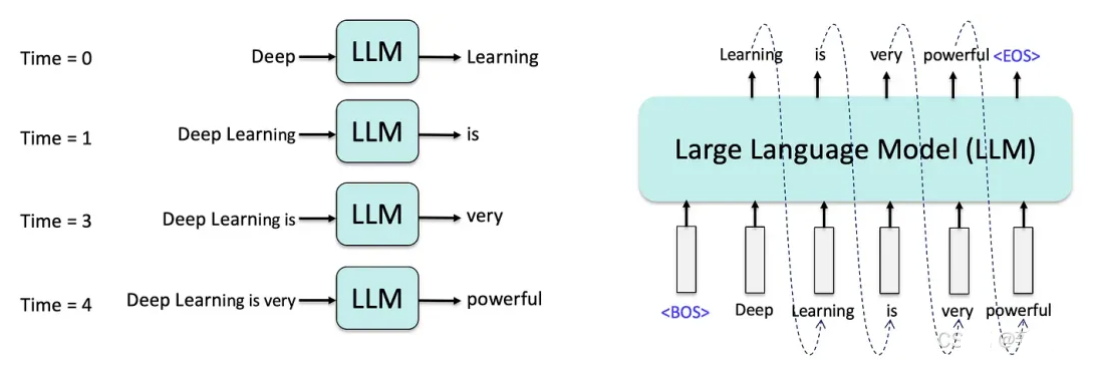 Time = 0 Deep LLM Learning
Time = 1 Deep Learning LLM is
Time = 3 Deep Learning is LLM very
Time = 4 Deep Learning is very LLM powerful
Learning is very powerful <EOS>
Large Language Model (LLM)
<BOS> Deep Learning is very powerful